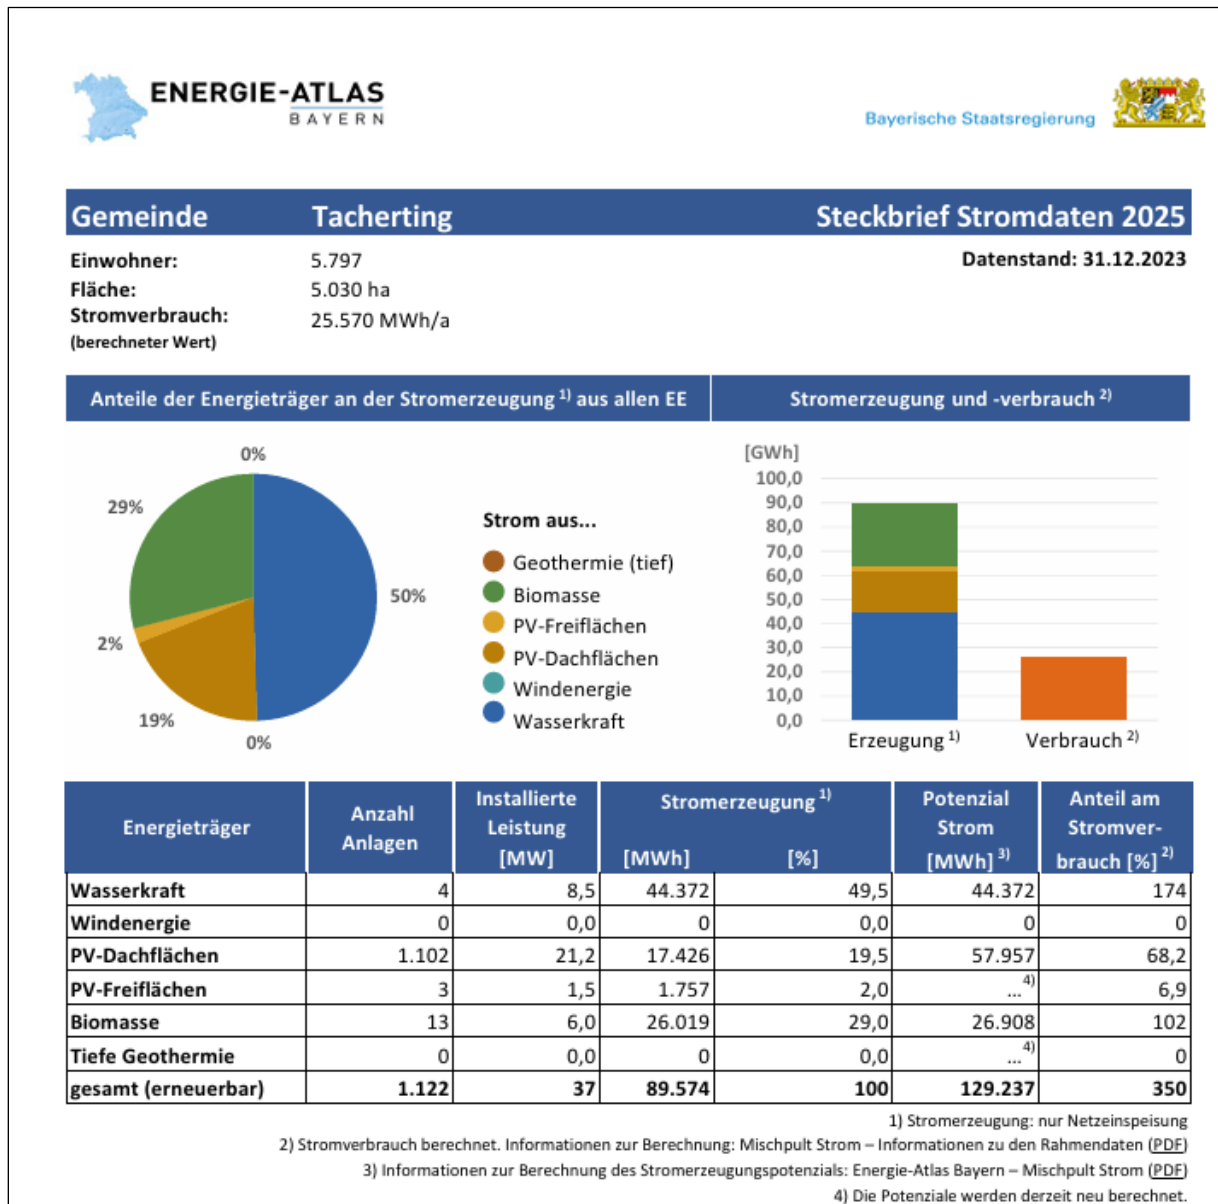 ENERGIE-ATLAS
BAYERN
Bayerische Staatsregierung
Gemeinde Tacherting Steckbrief Stromdaten 2025
Einwohner: 5.797 Datenstand: 31.12.2023
Fläche: 5.030 ha
Stromverbrauch: 25.570 MWh/a
(berechneter Wert)
Anteile der Energieträger an der Stromerzeugung 1) aus allen EE
0%
29%
50%
2%
19%
0%
Strom aus...
Geothermie (tief)
Biomasse
PV-Freiflächen
PV-Dachflächen
Windenergie
Wasserkraft
Stromerzeugung und -verbrauch 2)
[GWh]
100,0
90,0
80,0
70,0
60,0
50,0
40,0
30,0
20,0
10,0
0,0
Erzeugung 1) Verbrauch 2)
Energieträger Anzahl Anlagen Installierte Leistung [MW] Stromerzeugung 1) [MWh] [%] Potenzial Strom [MWh] 3) Anteil am Stromver-brauch [%] 2)
Wasserkraft 4 8,5 44.372 49,5 44.372 174
Windenergie 0 0,0 0 0,0 0 0
PV-Dachflächen 1.102 21,2 17.426 19,5 57.957 68,2
PV-Freiflächen 3 1,5 1.757 2,0 ... 4) 6,9
Biomasse 13 6,0 26.019 29,0 26.908 102
Tiefe Geothermie 0 0,0 0 0,0 ... 4) 0
gesamt (erneuerbar) 1.122 37 89.574 100 129.237 350
1) Stromerzeugung: nur Netzeinspeisung
2) Stromverbrauch berechnet. Informationen zur Berechnung: Mischpult Strom – Informationen zu den Rahmendaten (PDF)
3) Informationen zur Berechnung des Stromerzeugungspotenzials: Energie-Atlas Bayern – Mischpult Strom (PDF)
4) Die Potenziale werden derzeit neu berechnet.